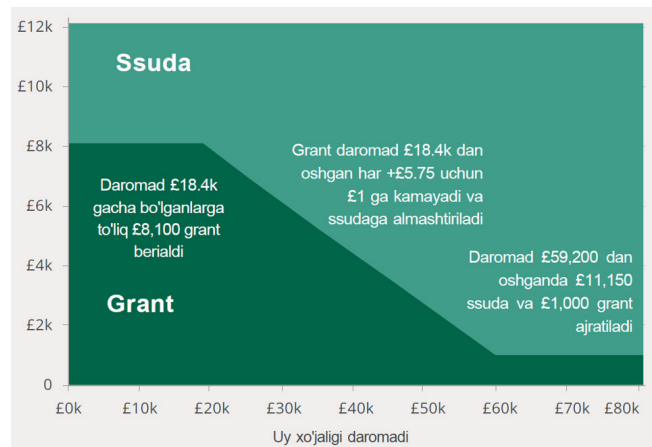 £12k
£10k
£8k
£6k
£4k
£2k
0
Ssuda
Grant daromad £18.4k dan
oshgan har +£5.75 uchun
£1 ga kamayadi va
ssudaga almashtiriladi
Daromad £18.4k
gacha bo'lganlarga
to'liq £8,100 grant
berialdi
Daromad £59,200 dan
oshganda £11,150
ssuda va £1,000 grant
ajratiladi
Grant
£0k £10k £20k £30k £40k £50k £60k £70k £80k
Uy xo'jaligi daromadi